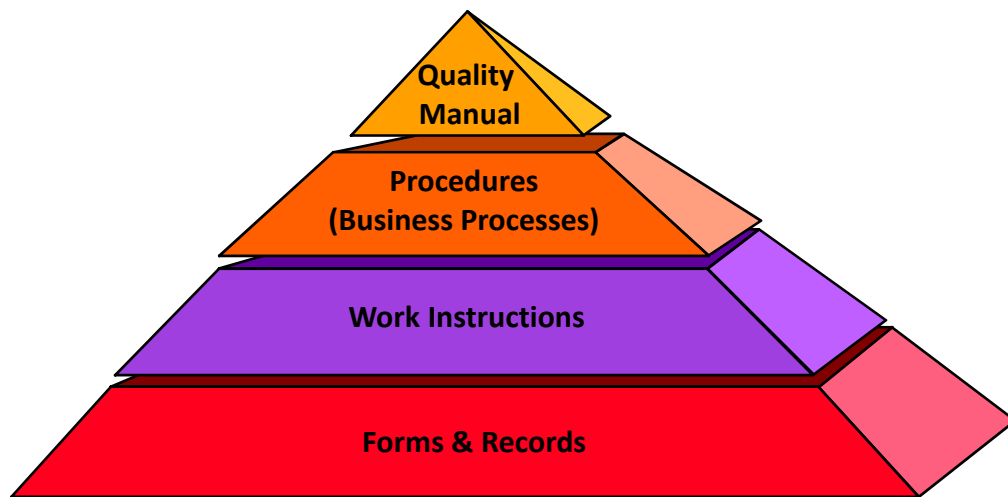 Quality
Manual
Procedures
(Business Processes)
Work Instructions
Forms & Records